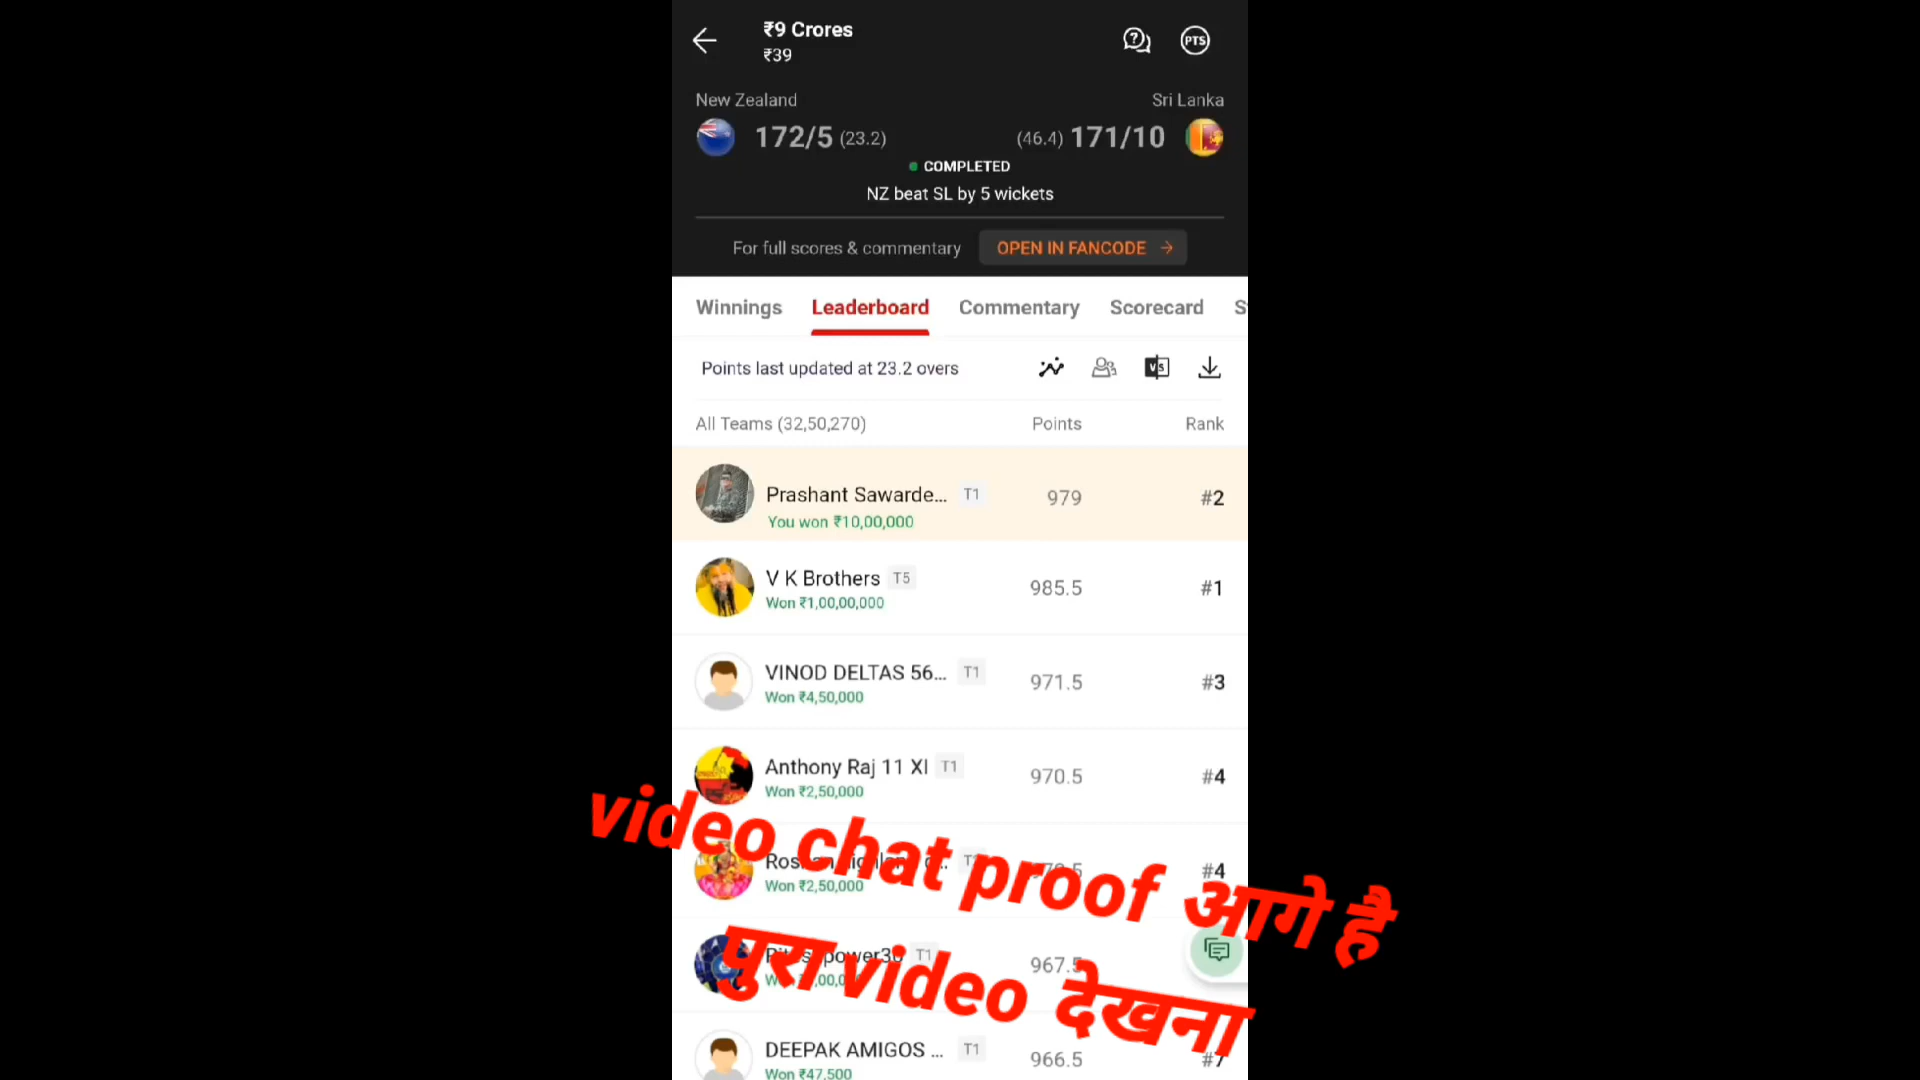 ₹9 Crores
₹39
PTS
New Zealand
Sri Lanka
172/5 (23.2)
(46.4) 171/10
COMPLETED
NZ beat SL by 5 wickets
For full scores & commentary
OPEN IN FANCODE →
Winnings Leaderboard Commentary Scorecard S
Points last updated at 23.2 overs
VS
All Teams (32,50,270) Points Rank
Prashant Sawarde... T1 979 #2
You won ₹10,00,000
V K Brothers T5 985.5 #1
Won ₹1,00,00,000
VINOD DELTAS 56... T1 971.5 #3
Won ₹4,50,000
Anthony Raj 11 XI T1 970.5 #4
Won ₹2,50,000
#4
Won ₹2,50,000
T1
DEEPAK AMIGOS ... T1 966.5 #7
Won ₹47,500
video chat proof आगे है
पुरा video देखना